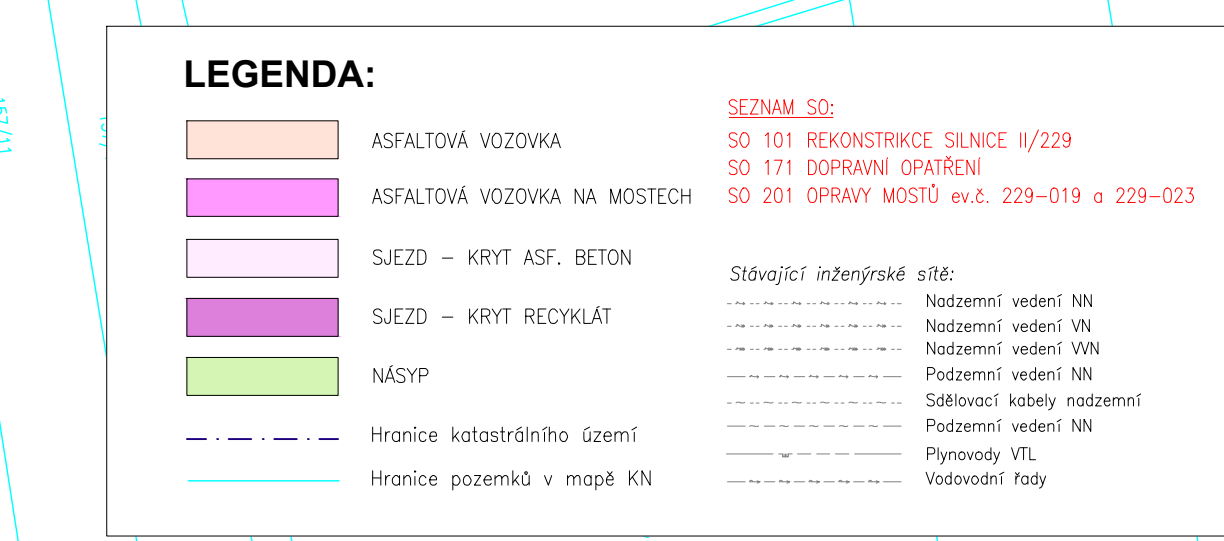 LEGENDA:
ASFALTOVÁ VOZOVKA
ASFALTOVÁ VOZOVKA NA MOSTECH
SJEZD – KRYT ASF. BETON
SJEZD – KRYT RECYKLÁT
NÁSYP
Hranice katastrálního území
Hranice pozemků v mapě KN
SEZNAM SO:
SO 101 REKONSTRIKCE SILNICE II/229
SO 171 DOPRAVNÍ OPATŘENÍ
SO 201 OPRAVY MOSTŮ ev.č. 229–019 a 229–023
Stávající inženýrské sítě:
Nadzemní vedení NN
Nadzemní vedení VN
Nadzemní vedení VVN
Podzemní vedení NN
Sdělovací kabely nadzemní
Podzemní vedení NN
Plynovody VTL
Vodovodní řady